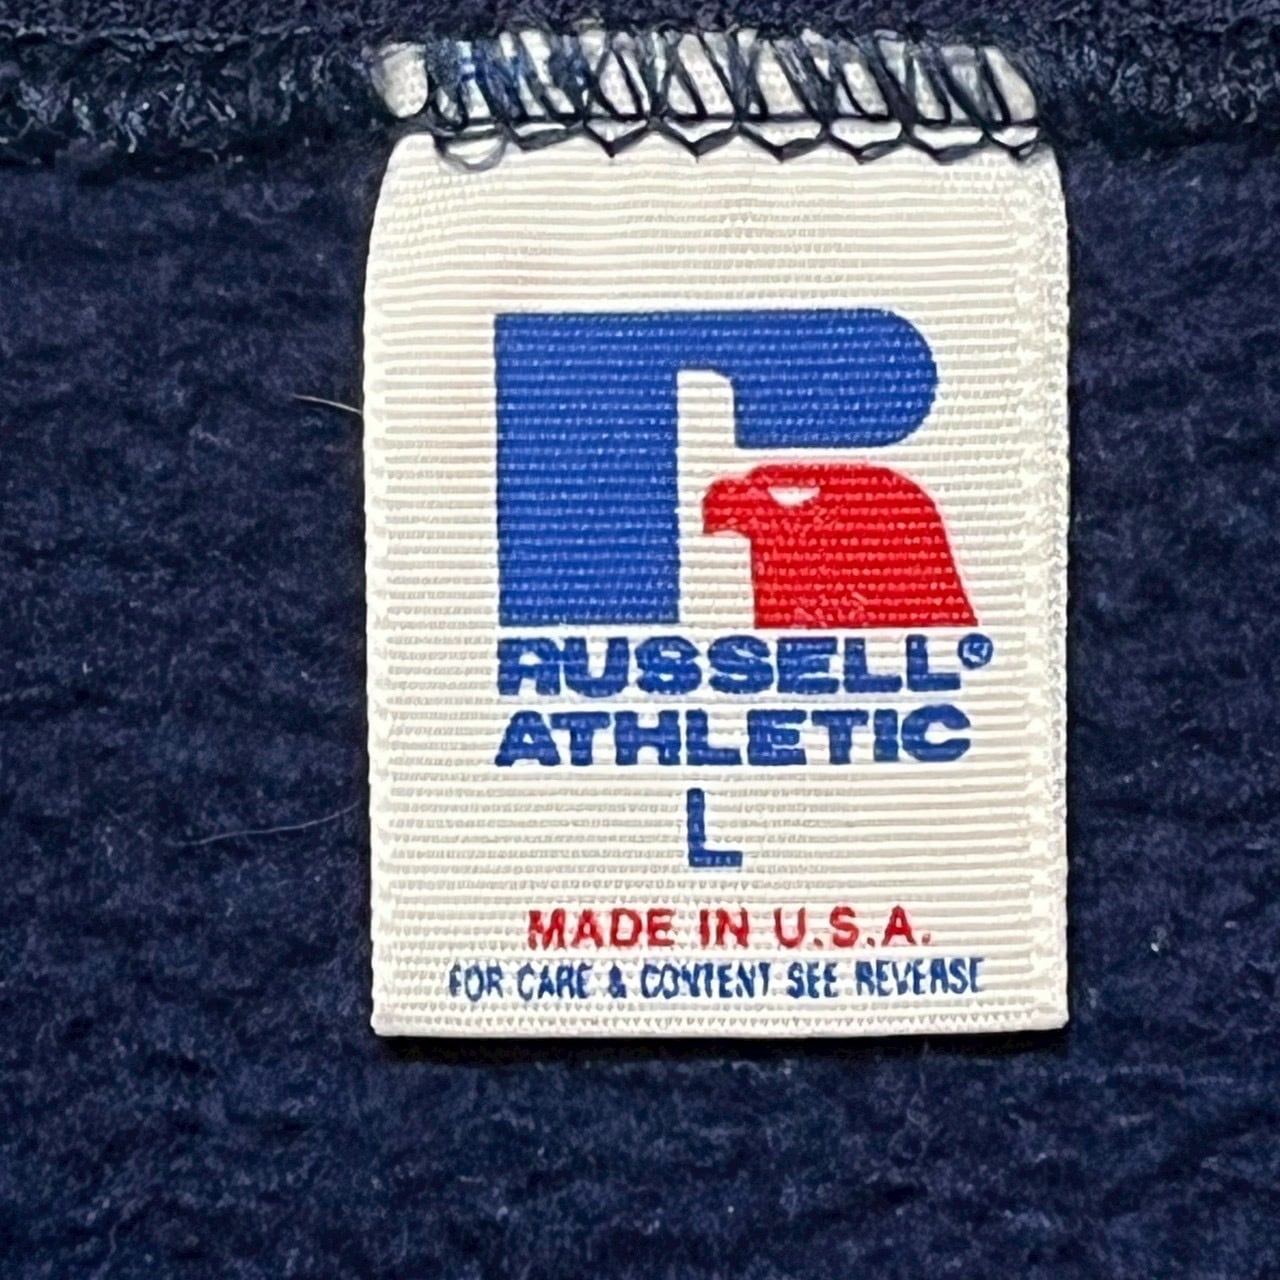 RUSSELL®
ATHLETIC
L
MADE IN U.S.A.
FOR CARE & CONTENT SEE REVERSE